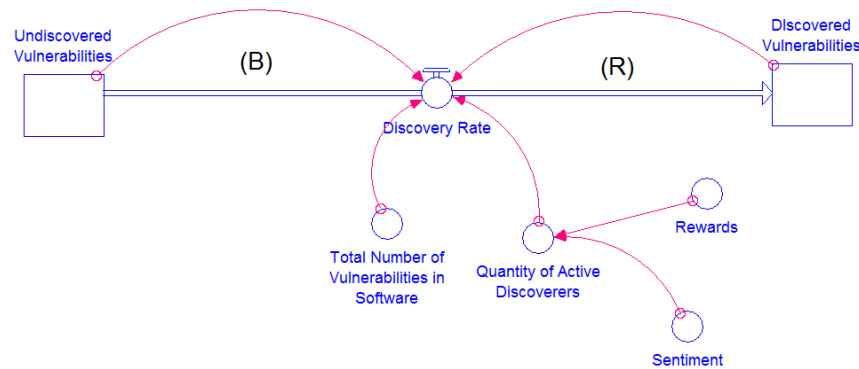 Undiscovered
Vulnerabilities
DIscovered
Vulnerabilities
(B)
(R)
Discovery Rate
Total Number of
Vulnerabilities in
Software
Quantity of Active
Discoverers
Rewards
Sentiment